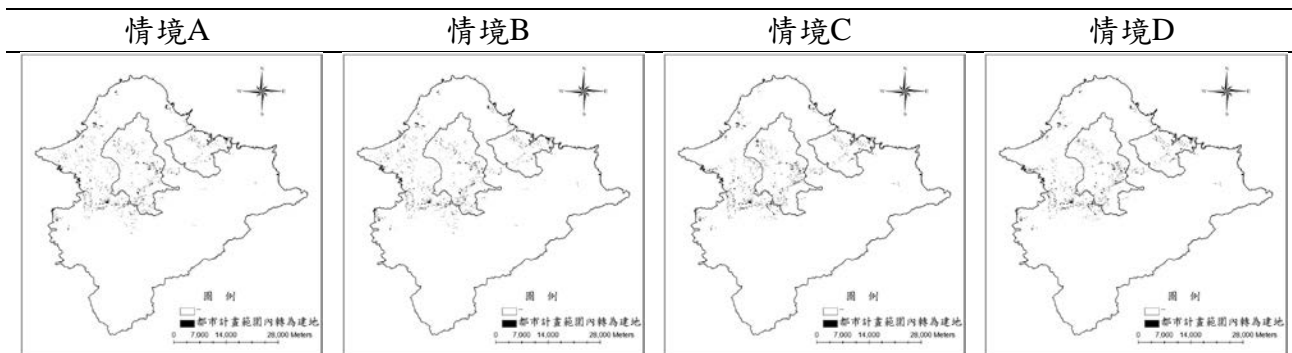 情境A 情境B 情境C 情境D
N N N N
W E W E W E W E
S S S S
圖 例 圖 例 圖 例 圖 例
都市計畫範圍內轉為建地 都市計畫範圍內轉為建地 都市計畫範圍內轉為建地 都市計畫範圍內轉為建地
0 7,000 14,000 28,000 Meters 0 7,000 14,000 28,000 Meters 0 7,000 14,000 28,000 Meters 0 7,000 14,000 28,000 Meters